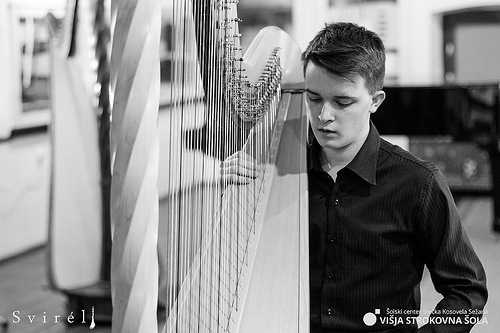 Svirél
Šolski center Srečka Kosovela Sežana
VIŠJA STROKOVNA ŠOLA